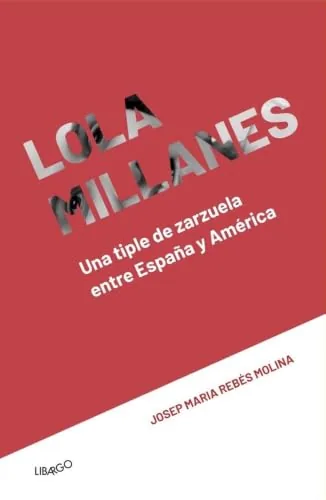 LOLA
MILLANES
Una tiple de zarzuela
entre España y América
JOSEP MARIA REBÉS MOLINA
LIBARGO